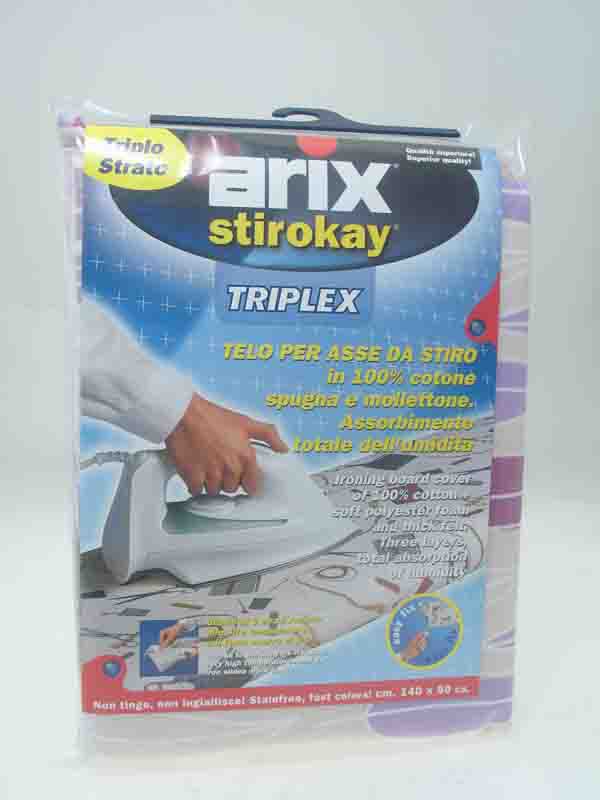 Triplo
Strato
Qualità superiore!
Superior quality!
arix®
stirokay®
TRIPLEX
TELO PER ASSE DA STIRO
in 100% cotone
spugna e mollettone.
Assorbimento
totale dell'umidità
Ironing board cover
of 100% cotton -
soft polyester foam
and thick felt.
Three layers,
total absorption
of humidity
easy fix
Non tinge, non ingiallisce! Stainfree, fast colors! cm. 140 x